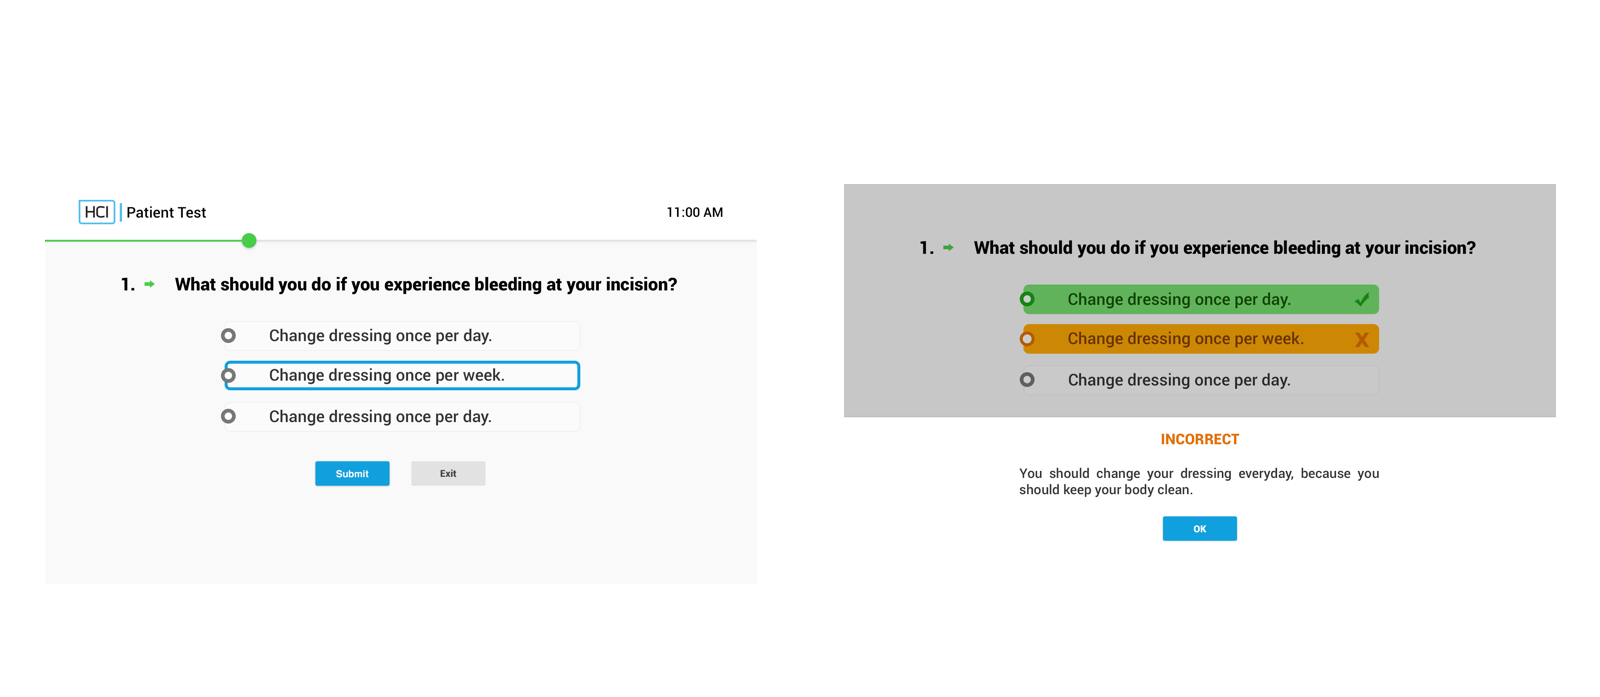 HCI Patient Test
11:00 AM
1. What should you do if you experience bleeding at your incision?
Change dressing once per day.
Change dressing once per week.
Change dressing once per day.
Submit
Exit
1. What should you do if you experience bleeding at your incision?
Change dressing once per day.
Change dressing once per week.
Change dressing once per day.
INCORRECT
You should change your dressing everyday, because you
should keep your body clean.
OK